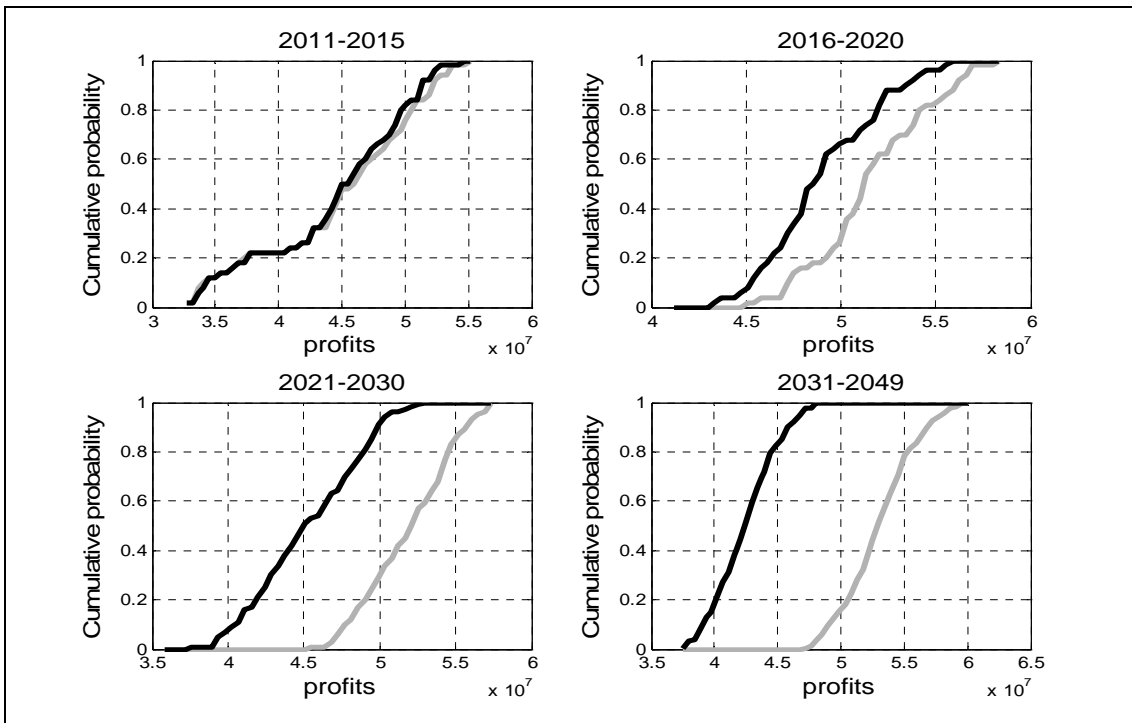 2011-2015
Cumulative probability
1
0.8
0.6
0.4
0.2
0
3 3.5 4 4.5 5 5.5 6
profits
x 10^7
2016-2020
Cumulative probability
1
0.8
0.6
0.4
0.2
0
4 4.5 5 5.5 6
profits
x 10^7
2021-2030
Cumulative probability
1
0.8
0.6
0.4
0.2
0
3.5 4 4.5 5 5.5 6
profits
x 10^7
2031-2049
Cumulative probability
1
0.8
0.6
0.4
0.2
0
3.5 4 4.5 5 5.5 6 6.5
profits
x 10^7